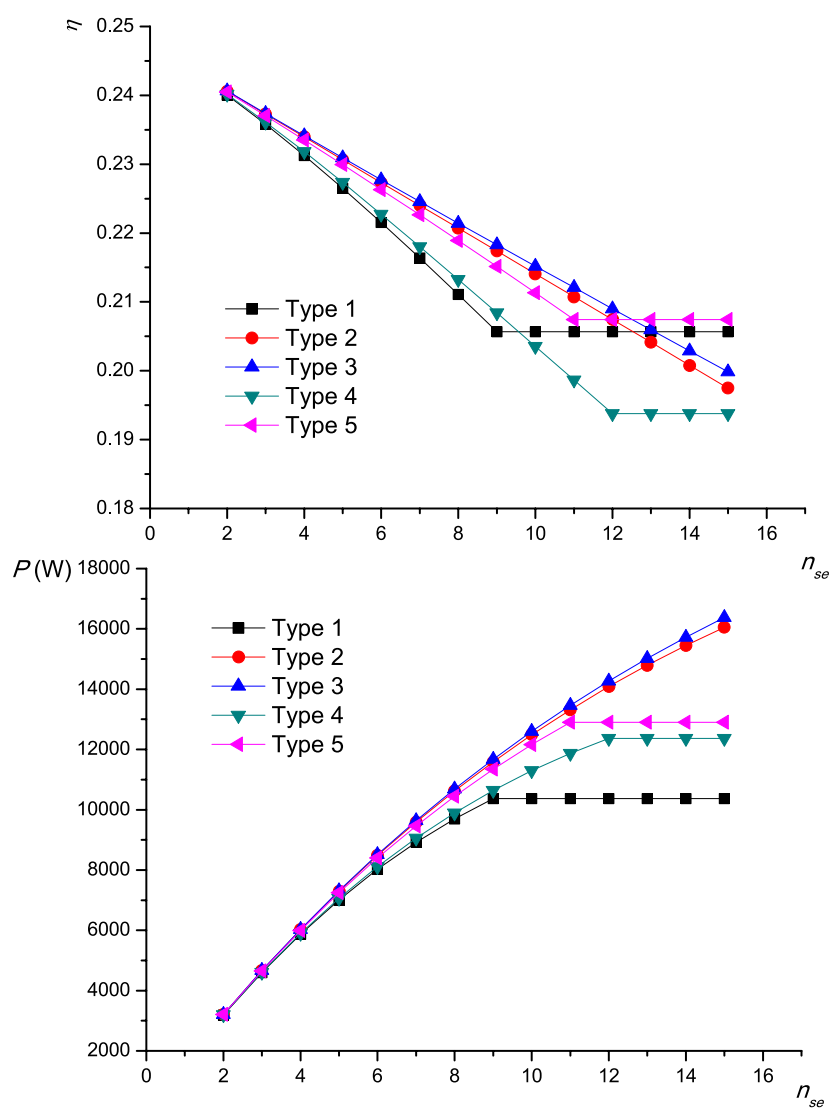 η
0.25
0.24
0.23
0.22
0.21
0.20
0.19
0.18
Type 1
Type 2
Type 3
Type 4
Type 5
0 2 4 6 8 10 12 14 16
n_se
P (W)
18000
16000
14000
12000
10000
8000
6000
4000
2000
Type 1
Type 2
Type 3
Type 4
Type 5
0 2 4 6 8 10 12 14 16
n_se